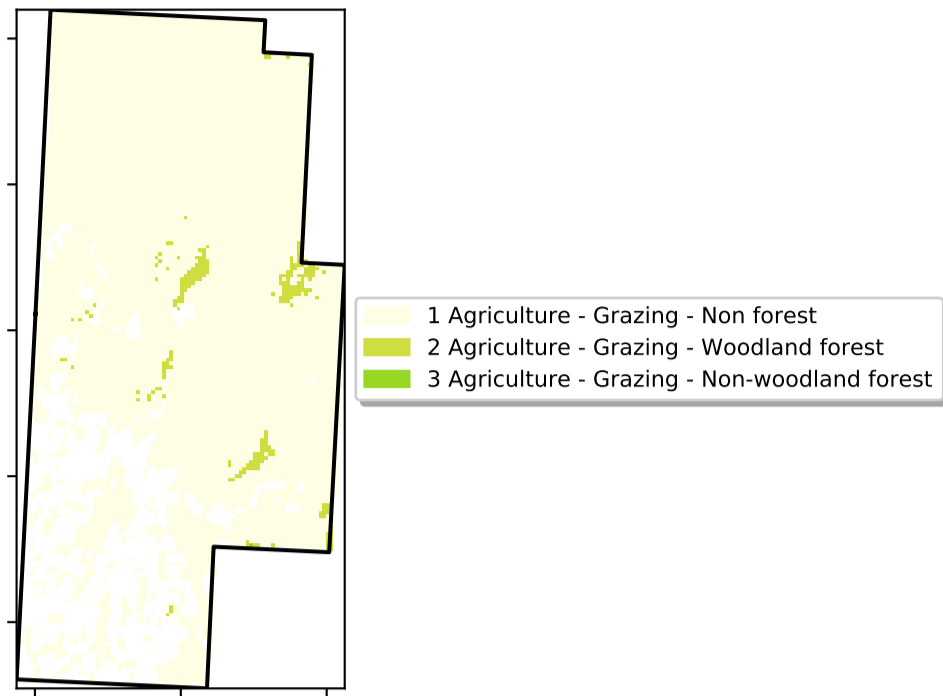 1 Agriculture - Grazing - Non forest
2 Agriculture - Grazing - Woodland forest
3 Agriculture - Grazing - Non-woodland forest